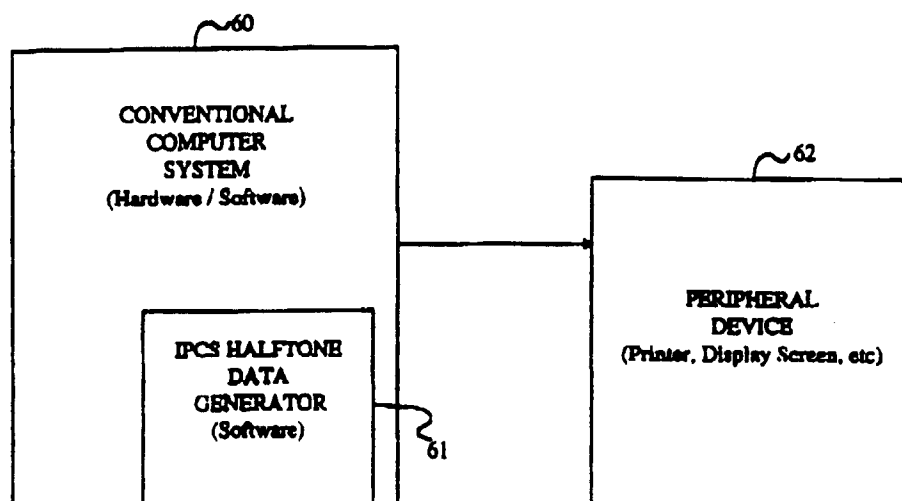 60
CONVENTIONAL
COMPUTER
SYSTEM
(Hardware / Software)
62
PERIPHERAL
DEVICE
(Printer, Display Screen, etc)
IPCS HALFTONE
DATA
GENERATOR
(Software)
61